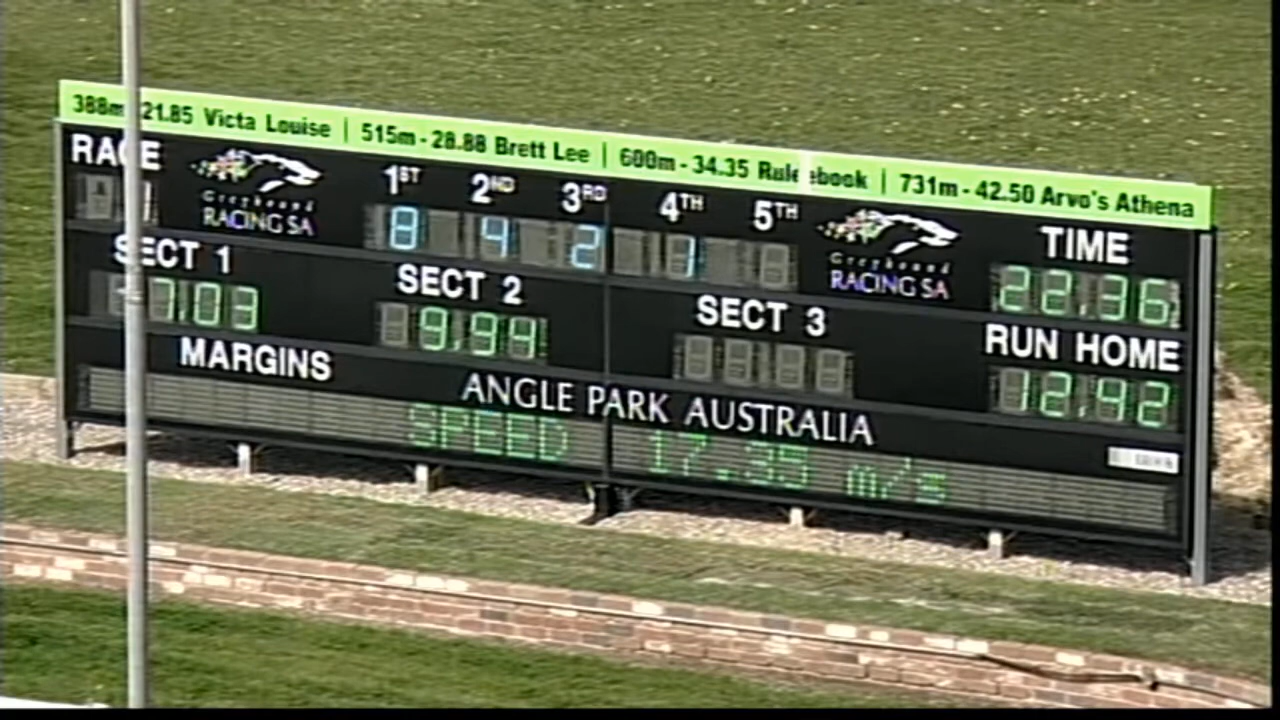 388m 21.85 Victa Louise | 515m - 28.88 Brett Lee | 600m - 34.35 Rulebook | 731m - 42.50 Arvo's Athena
RACE
Greyhound
RACING SA
1ST 2ND 3RD 4TH 5TH
8 4 2 1
Greyhound
RACING SA
TIME
22.36
SECT 1
7.03
SECT 2
9.94
SECT 3
RUN HOME
12.42
MARGINS
ANGLE PARK AUSTRALIA
SPEED 17.35 m/s